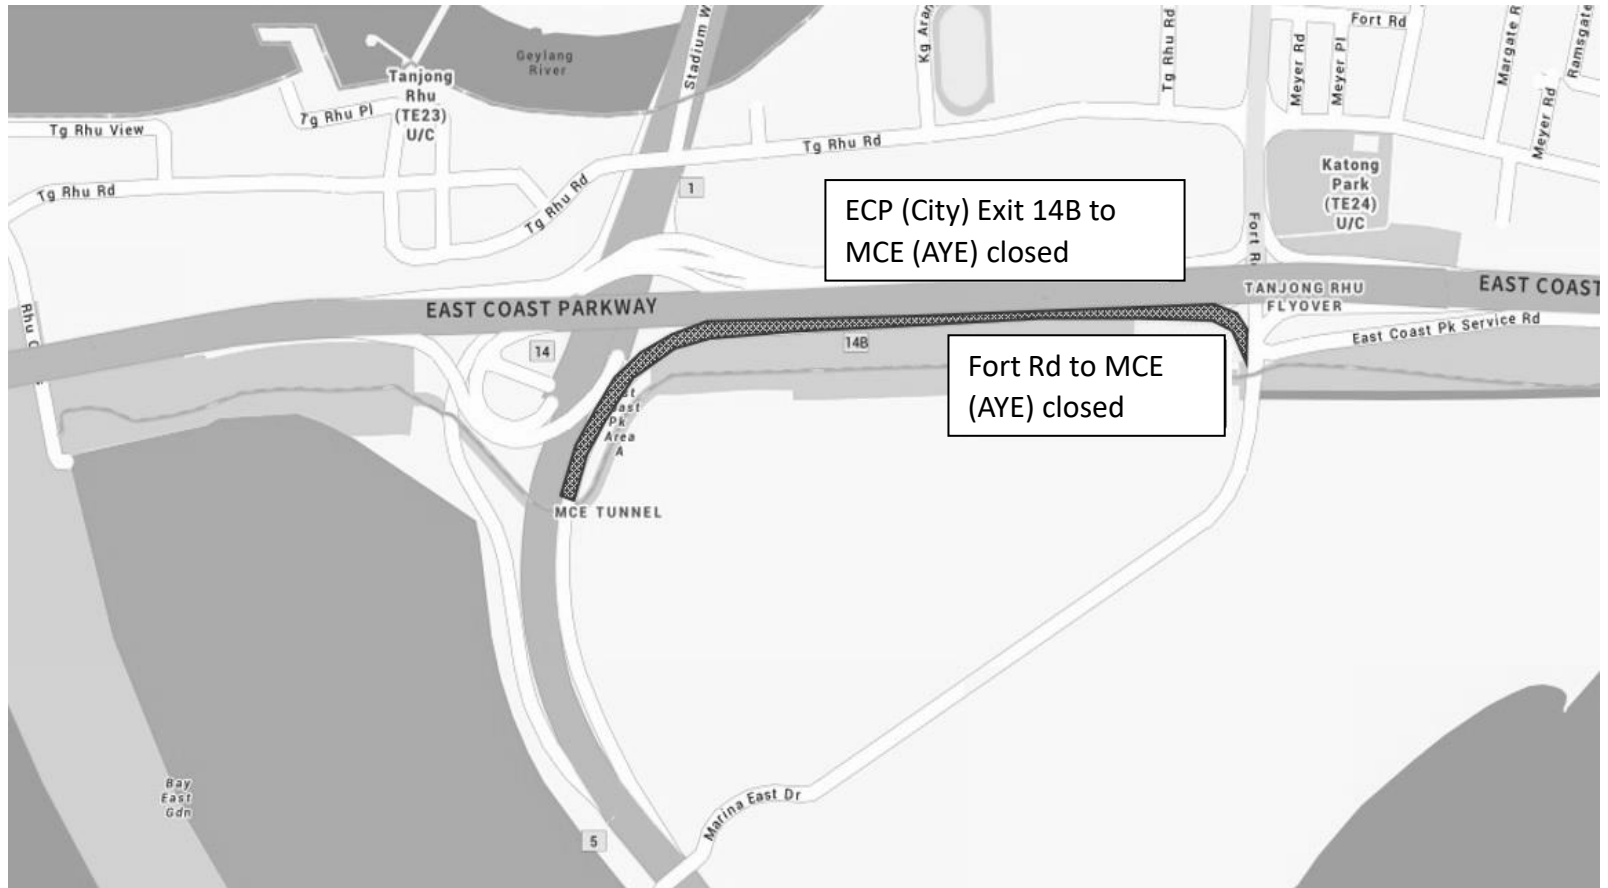 Fort Rd
Geylang
River
Stadium W
Kg Aran
Tg Rhu Rd
Meyer Rd
Meyer Pl
Margate R
Ramsgate
Meyer Rd
Tanjong
Rhu
(TE23)
U/C
Tg Rhu Pl
Tg Rhu View
Tg Rhu Rd
Tg Rhu Rd
Tg Rhu Rd
1
Katong
Park
(TE24)
U/C
ECP (City) Exit 14B to
MCE (AYE) closed
Fort R
EAST COAST PARKWAY
EAST COAST
TANJONG RHU
FLYOVER
East Coast Pk Service Rd
Rhu
14
14B
Fort Rd to MCE
(AYE) closed
Pk
Area
A
MCE TUNNEL
Bay
East
Gdn
Marina East Dr
5